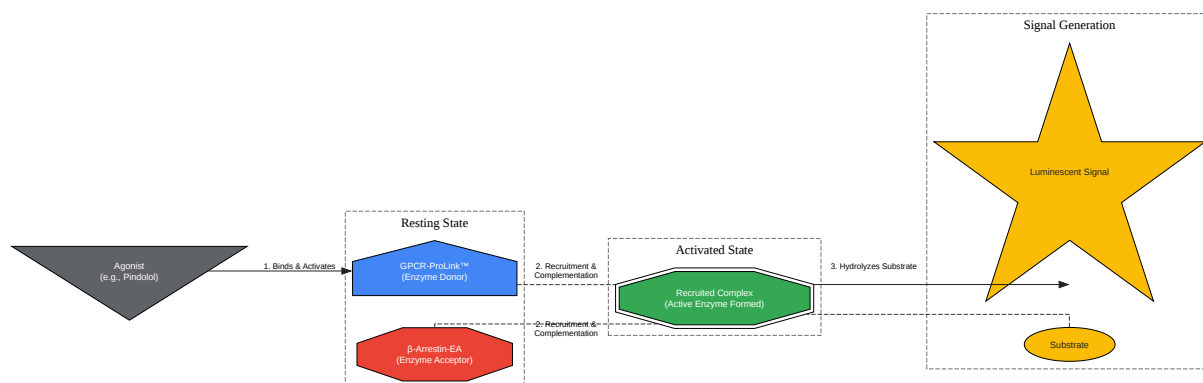 Signal Generation
Luminescent Signal
Resting State
Agonist
(e.g., Pindolol)
1. Binds & Activates
GPCR-ProLink™
(Enzyme Donor)
2. Recruitment &
Complementation
Activated State
Recruited Complex
(Active Enzyme Formed)
3. Hydrolyzes Substrate
2. Recruitment &
Complementation
β-Arrestin-EA
(Enzyme Acceptor)
Substrate